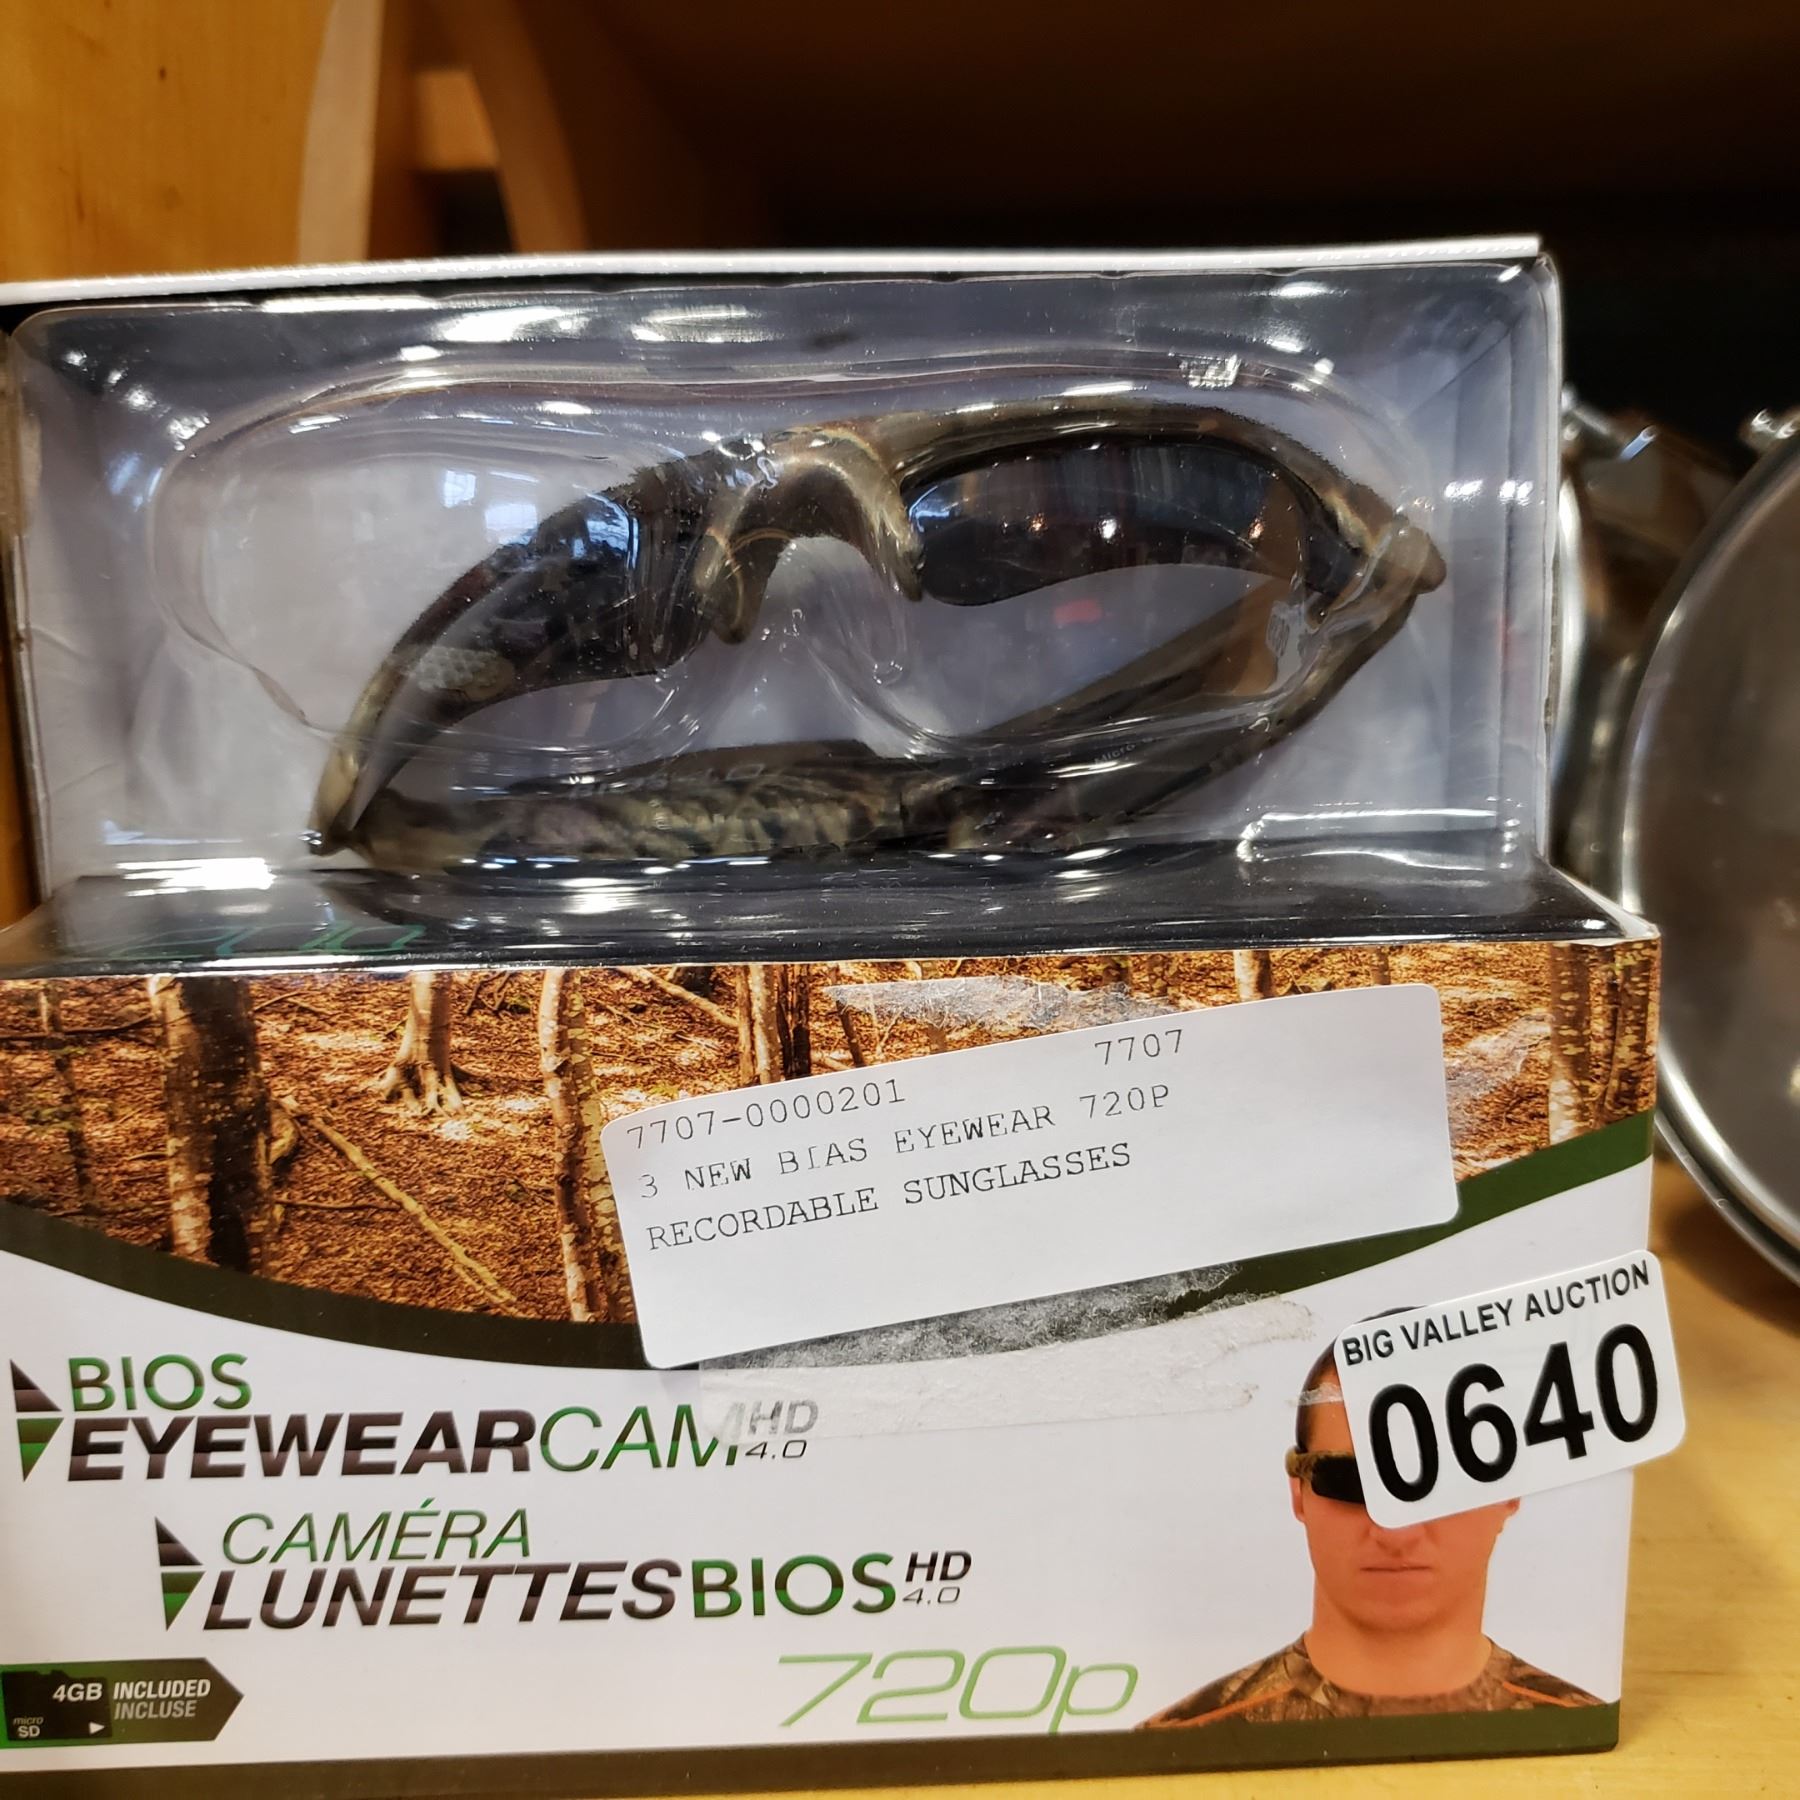 7707
7707-0000201
3 NEW BIAS EYEWEAR 720P
RECORDABLE SUNGLASSES
BIG VALLEY AUCTION
0640
BIOS
EYEWEARCAM HD
4.0
CAMÉRA
LUNETTESBIOS HD
4.0
720p
4GB INCLUDED
INCLUSE
micro
SD